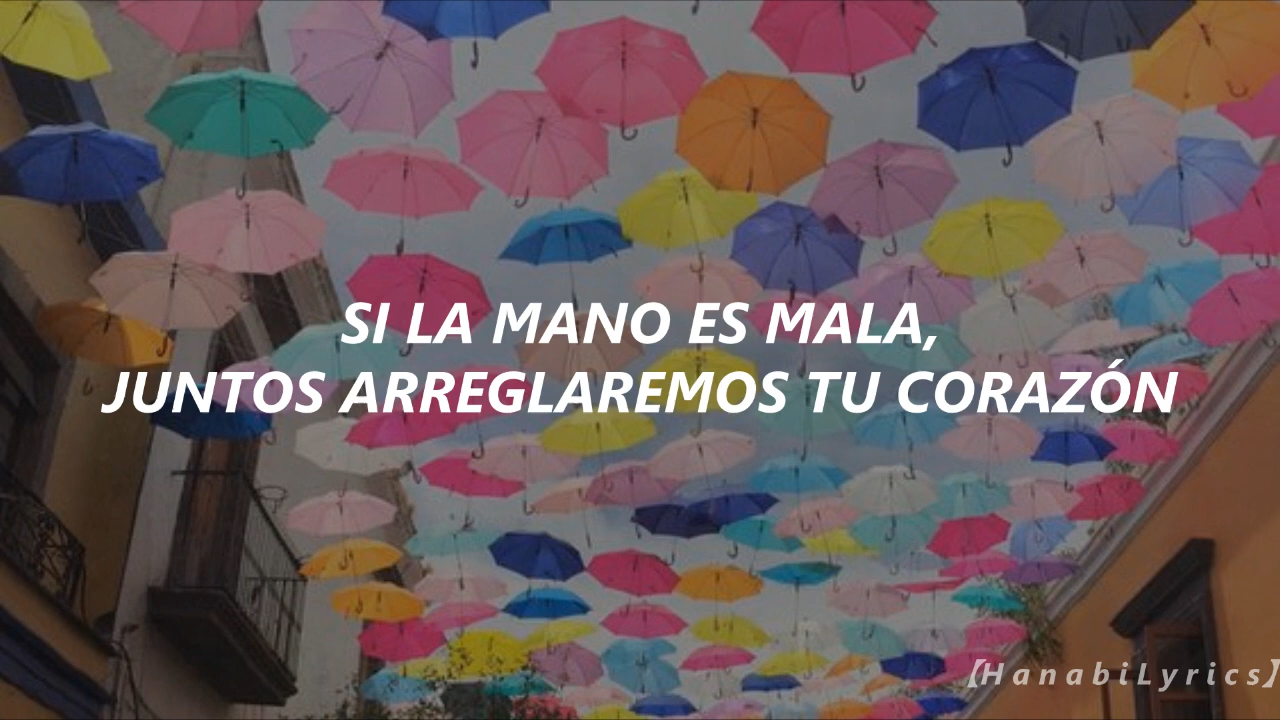 SI LA MANO ES MALA,
JUNTOS ARREGLAREMOS TU CORAZÓN
【HanabiLyrics】